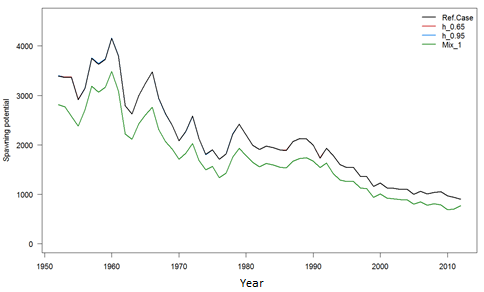 Spawning potential
4000
3000
2000
1000
0
1950
1960
1970
1980
1990
2000
2010
Year
Ref.Case
h_0.65
h_0.95
Mix_1